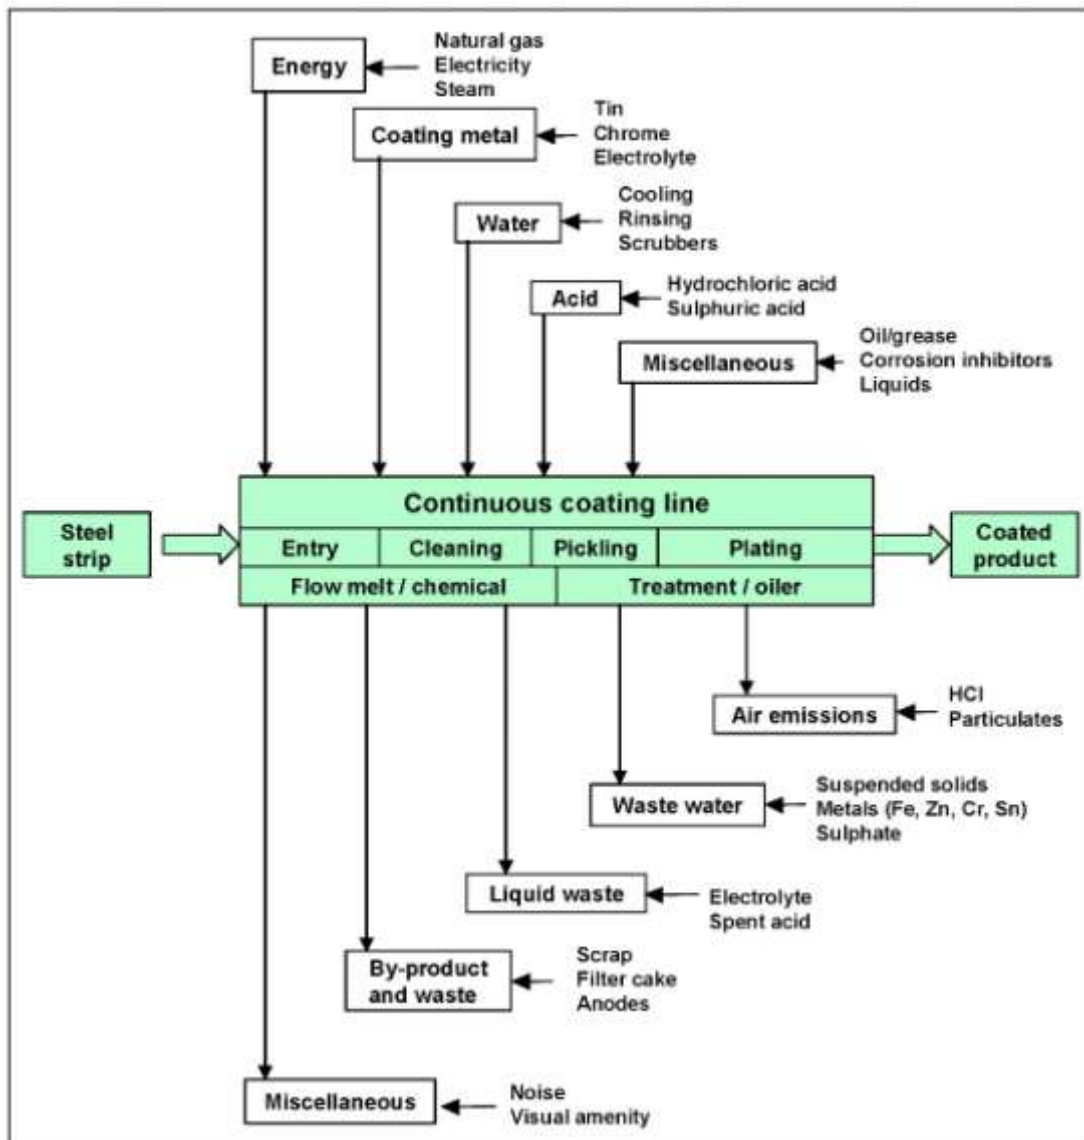 Energy
Natural gas
Electricity
Steam
Coating metal
Tin
Chrome
Electrolyte
Water
Cooling
Rinsing
Scrubbers
Acid
Hydrochloric acid
Sulphuric acid
Miscellaneous
Oil/grease
Corrosion inhibitors
Liquids
Steel
strip
Continuous coating line
Entry
Cleaning
Pickling
Plating
Flow melt / chemical
Treatment / oiler
Coated
product
Air emissions
HCl
Particulates
Waste water
Suspended solids
Metals (Fe, Zn, Cr, Sn)
Sulphate
Liquid waste
Electrolyte
Spent acid
By-product
and waste
Scrap
Filter cake
Anodes
Miscellaneous
Noise
Visual amenity